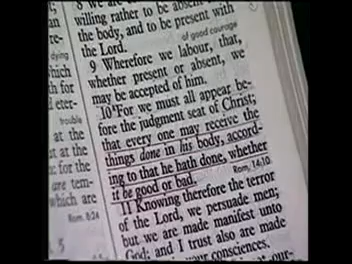 8 We are
willing rather to be absent from
the body, and to be present with
the Lord.
of good courage
9 Wherefore we labour, that,
whether present or absent, we
may be accepted of him.
10 For we must all appear be-
fore the judgment seat of Christ;
that every one may receive the
things done in his body, accord-
ing to that he hath done, whether
it be good or bad.
Rom. 14:10
11 Knowing therefore the terror
of the Lord, we persuade men;
but we are made manifest unto
God; and I trust also are made
your consciences.
dying
which
h for
eter-
trouble
at the
at the
for the
are tem-
which are
Rom. 8:24